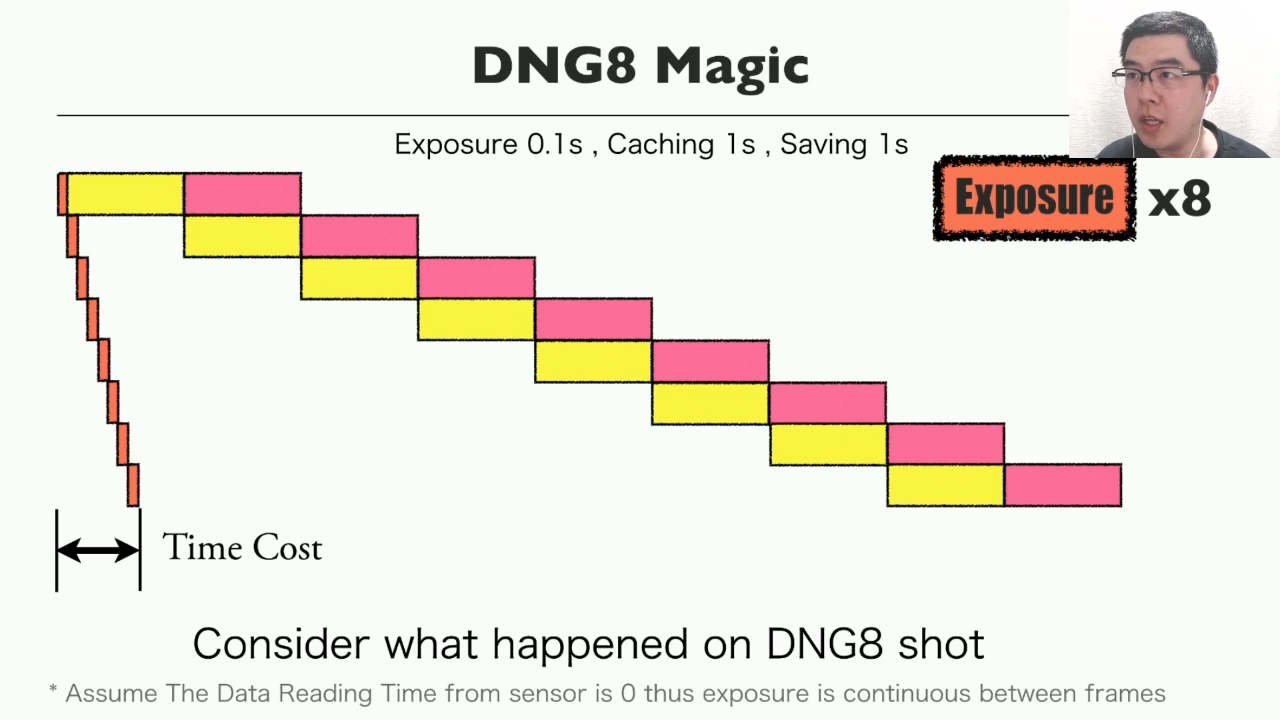 DNG8 Magic
Exposure 0.1s , Caching 1s , Saving 1s
Exposure x8
Time Cost
Consider what happened on DNG8 shot
* Assume The Data Reading Time from sensor is 0 thus exposure is continuous between frames